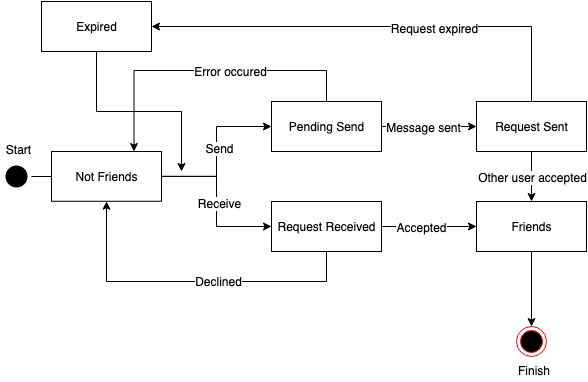 Expired
Request expired
Error occured
Pending Send
Message sent
Request Sent
Start
Send
Not Friends
Other user accepted
Receive
Request Received
Accepted
Friends
Declined
Finish